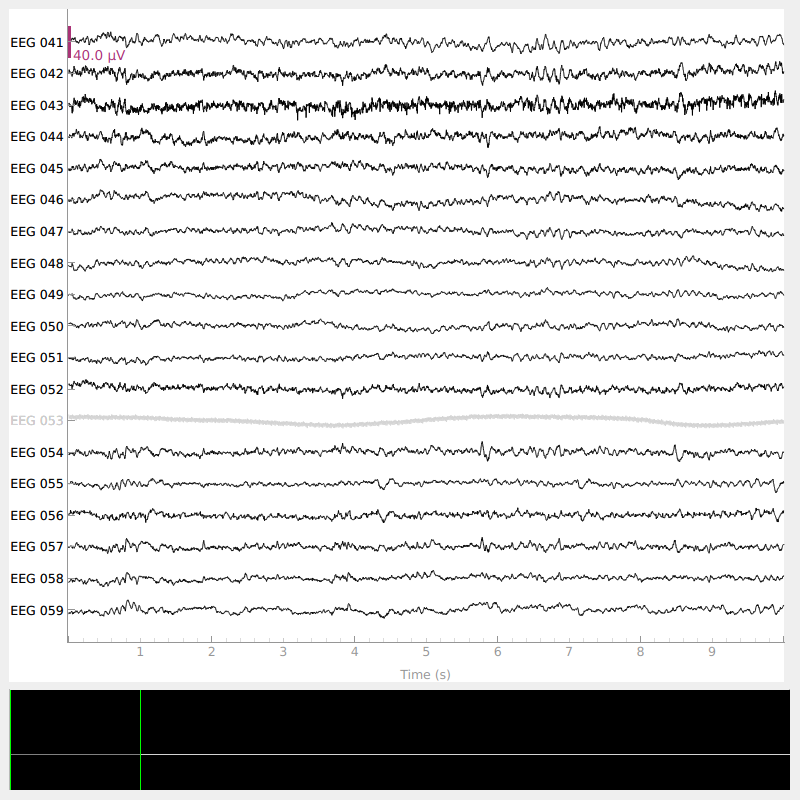 EEG 041
40.0 µV
EEG 042
EEG 043
EEG 044
EEG 045
EEG 046
EEG 047
EEG 048
EEG 049
EEG 050
EEG 051
EEG 052
EEG 053
EEG 054
EEG 055
EEG 056
EEG 057
EEG 058
EEG 059
1 2 3 4 5 6 7 8 9
Time (s)